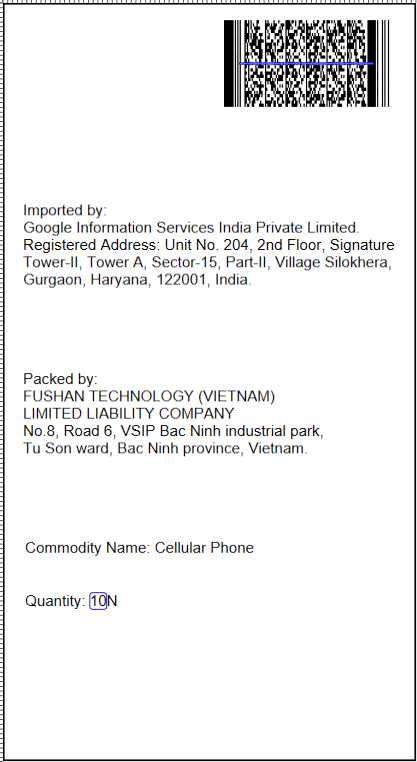 Imported by:
Google Information Services India Private Limited.
Registered Address: Unit No. 204, 2nd Floor, Signature
Tower-II, Tower A, Sector-15, Part-II, Village Silokhera,
Gurgaon, Haryana, 122001, India.
Packed by:
FUSHAN TECHNOLOGY (VIETNAM)
LIMITED LIABILITY COMPANY
No.8, Road 6, VSIP Bac Ninh industrial park,
Tu Son ward, Bac Ninh province, Vietnam.
Commodity Name: Cellular Phone
Quantity: 10N